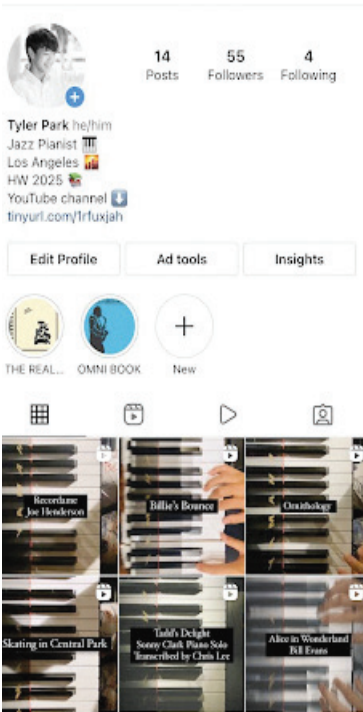 14 55 4
Posts Followers Following
Tyler Park he/him
Jazz Pianist 🎹
Los Angeles 🌇
HW 2025 📚
YouTube channel ⬇️
tinyurl.com/1rfuxjah
Edit Profile Ad tools Insights
THE REAL... OMNI BOOK New
Recordame
Joe Henderson
Billie's Bounce
Ornithology
Skating in Central Park
Tadd's Delight
Sonny Clark Piano Solo
Transcribed by Chris Lee
Alice in Wonderland
Bill Evans